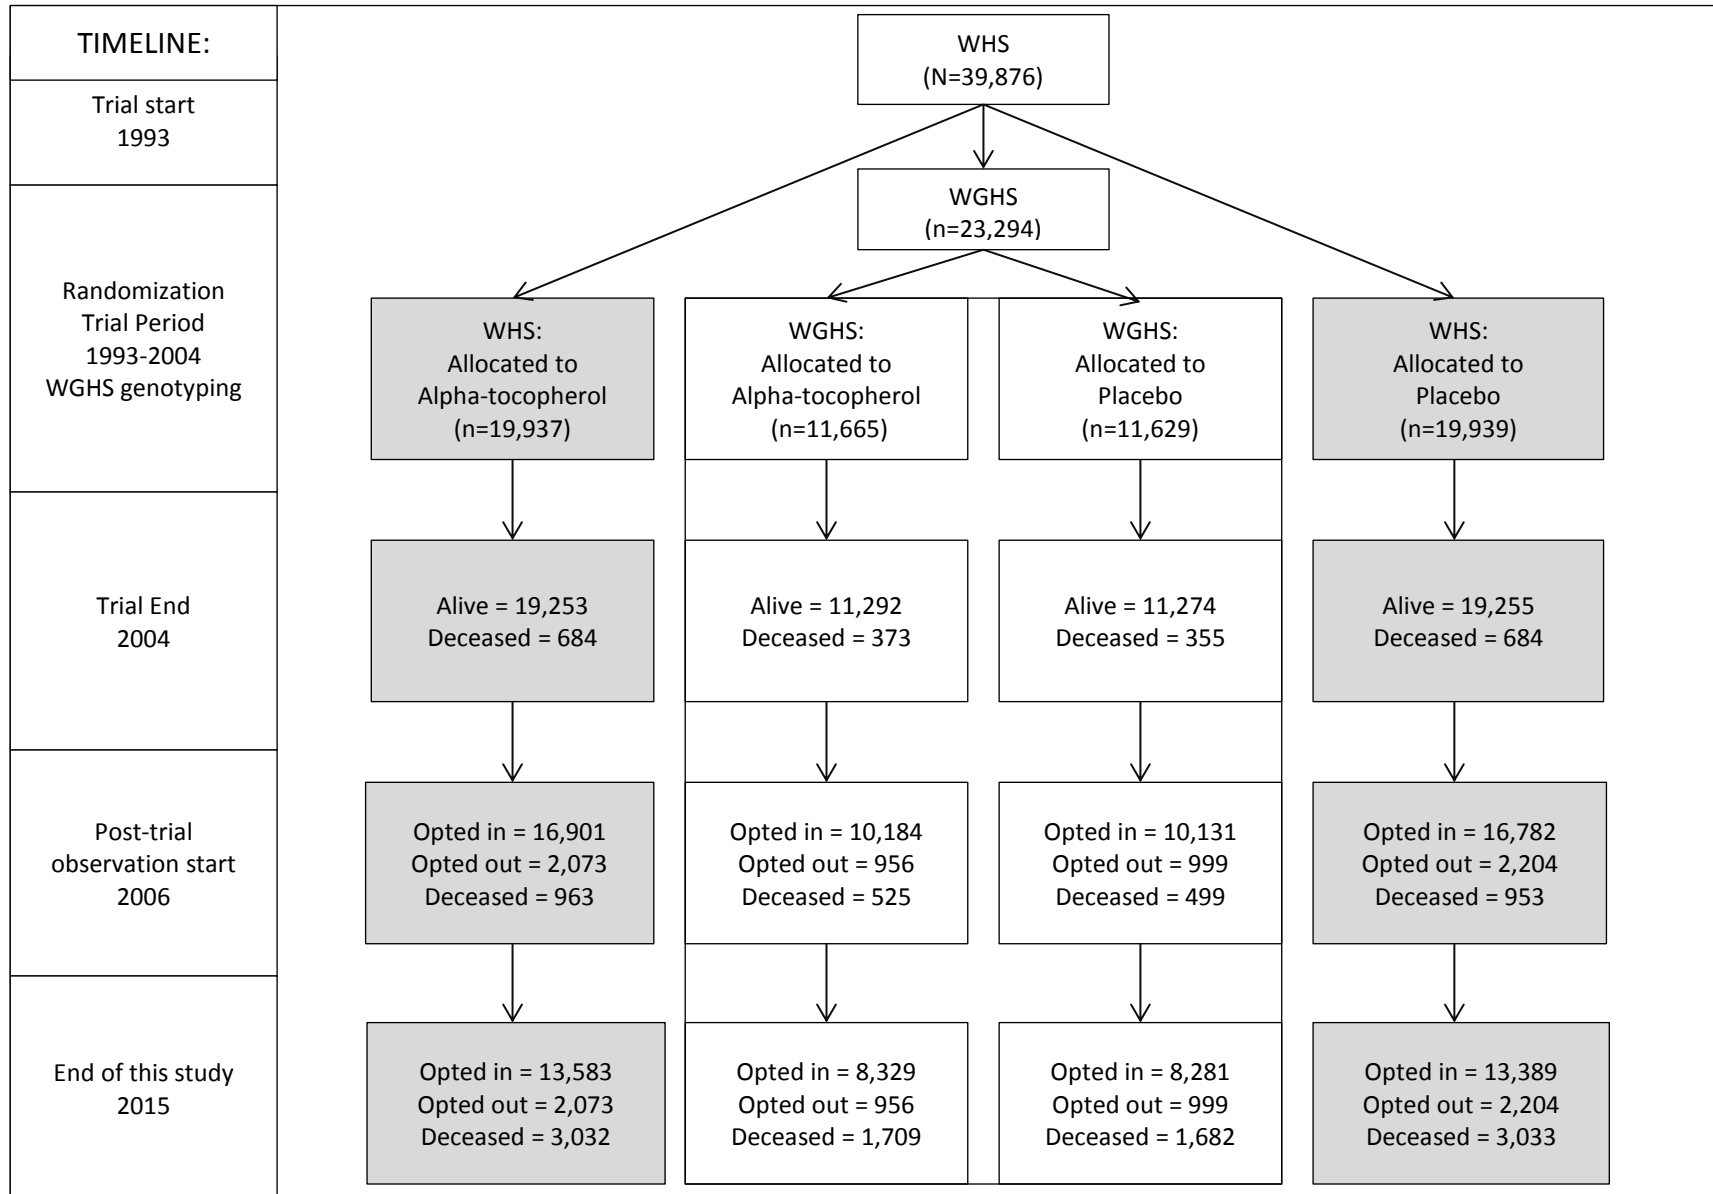 TIMELINE:
Trial start
1993
Randomization
Trial Period
1993-2004
WGHS genotyping
Trial End
2004
Post-trial
observation start
2006
End of this study
2015
WHS
(N=39,876)
WGHS
(n=23,294)
WHS:
Allocated to
Alpha-tocopherol
(n=19,937)
WGHS:
Allocated to
Alpha-tocopherol
(n=11,665)
WGHS:
Allocated to
Placebo
(n=11,629)
WHS:
Allocated to
Placebo
(n=19,939)
Alive = 19,253
Deceased = 684
Alive = 11,292
Deceased = 373
Alive = 11,274
Deceased = 355
Alive = 19,255
Deceased = 684
Opted in = 16,901
Opted out = 2,073
Deceased = 963
Opted in = 10,184
Opted out = 956
Deceased = 525
Opted in = 10,131
Opted out = 999
Deceased = 499
Opted in = 16,782
Opted out = 2,204
Deceased = 953
Opted in = 13,583
Opted out = 2,073
Deceased = 3,032
Opted in = 8,329
Opted out = 956
Deceased = 1,709
Opted in = 8,281
Opted out = 999
Deceased = 1,682
Opted in = 13,389
Opted out = 2,204
Deceased = 3,033